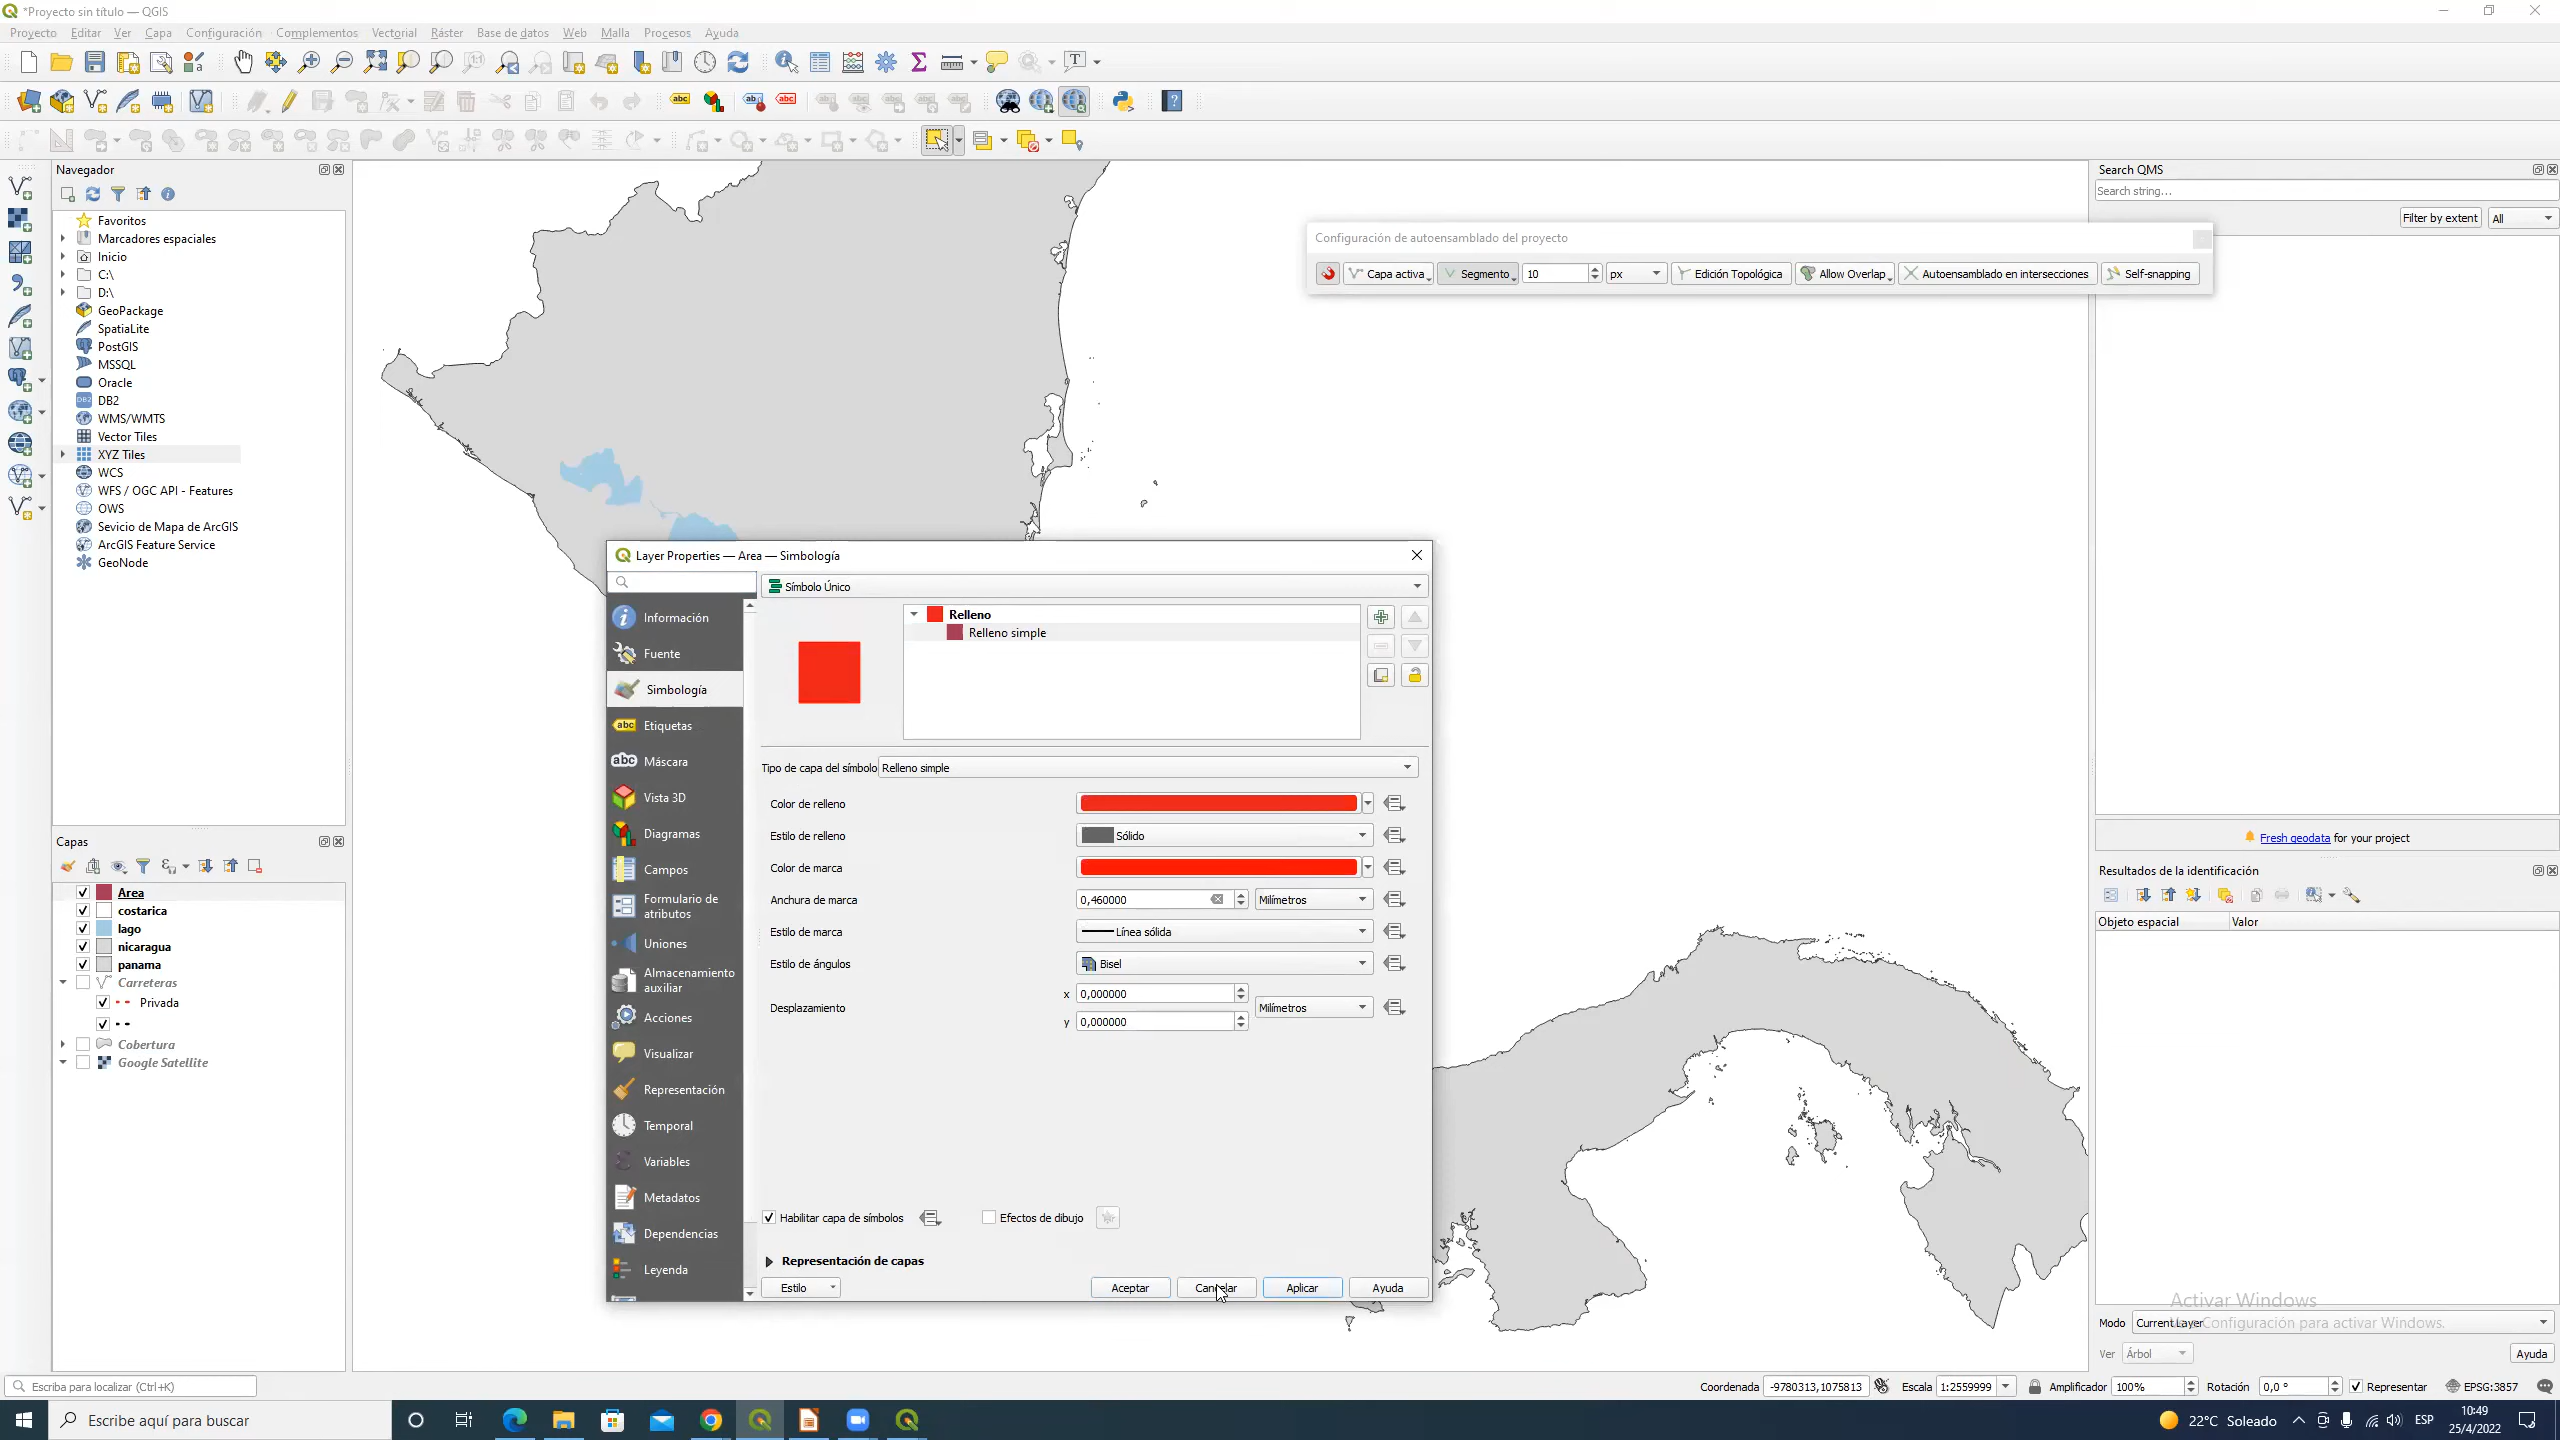 *Proyecto sin título — QGIS
Proyecto Editar Ver Capa Configuración Complementos Vectorial Ráster Base de datos Web Malla Procesos Ayuda
Navegador
Favoritos
Marcadores espaciales
Inicio
C:\
D:\
GeoPackage
SpatiaLite
PostGIS
MSSQL
Oracle
DB2
WMS/WMTS
Vector Tiles
XYZ Tiles
WCS
WFS / OGC API - Features
OWS
Sevicio de Mapa de ArcGIS
ArcGIS Feature Service
GeoNode
Capas
Area
costarica
lago
nicaragua
panama
Carreteras
Privada
Cobertura
Google Satellite
Configuración de autoensamblado del proyecto
Capa activa Segmento 10 px Edición Topológica Allow Overlap Autoensamblado en intersecciones Self-snapping
Layer Properties — Area — Simbología
Información
Fuente
Simbología
Etiquetas
Máscara
Vista 3D
Diagramas
Campos
Formulario de atributos
Uniones
Almacenamiento auxiliar
Acciones
Visualizar
Representación
Temporal
Variables
Metadatos
Dependencias
Leyenda
Símbolo Único
Relleno
Relleno simple
Tipo de capa del símbolo Relleno simple
Color de relleno
Estilo de relleno Sólido
Color de marca
Anchura de marca 0,460000 Milímetros
Estilo de marca Línea sólida
Estilo de ángulos Bisel
Desplazamiento x 0,000000 Milímetros
y 0,000000
Habilitar capa de símbolos Efectos de dibujo
Representación de capas
Estilo Aceptar Cancelar Aplicar Ayuda
Search QMS
Search string...
Filter by extent All
Fresh geodata for your project
Resultados de la identificación
Objeto espacial Valor
Activar Windows
Configuración para activar Windows.
Modo Current Layer
Ver Árbol Ayuda
Escriba para localizar (Ctrl+K)
Coordenada -9780313,1075813 Escala 1:2559999 Amplificador 100% Rotación 0,0 ° Representar EPSG:3857
Escribe aquí para buscar
22°C Soleado ESP 10:49
25/4/2022